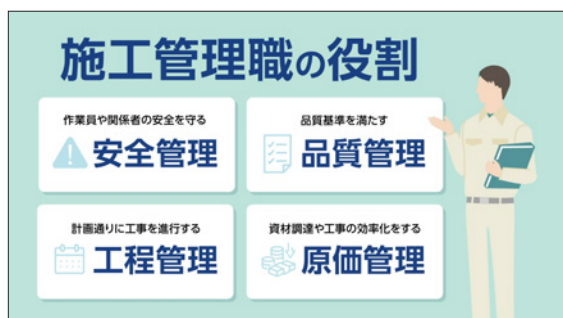 施工管理職の役割
作業員や関係者の安全を守る
安全管理
品質基準を満たす
品質管理
計画通りに工事を進行する
工程管理
資材調達や工事の効率化をする
原価管理